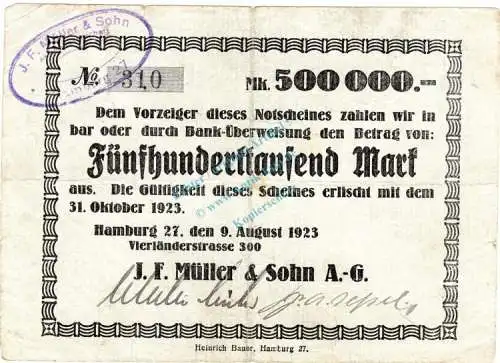 J. F. Müller & Sohn
No. 310
Mk. 500000.–
Dem Vorzeiger dieses Notscheines zahlen wir in
bar oder durch Bank-Überweisung den Betrag von:
Fünfhunderttausend Mark
aus. Die Gültigkeit dieses Scheines erlischt mit dem
31. Oktober 1923.
Hamburg 27. den 9. August 1923
Vierländerstrasse 300
J. F. Müller & Sohn A.-G.
Heinrich Bauer, Hamburg 27.